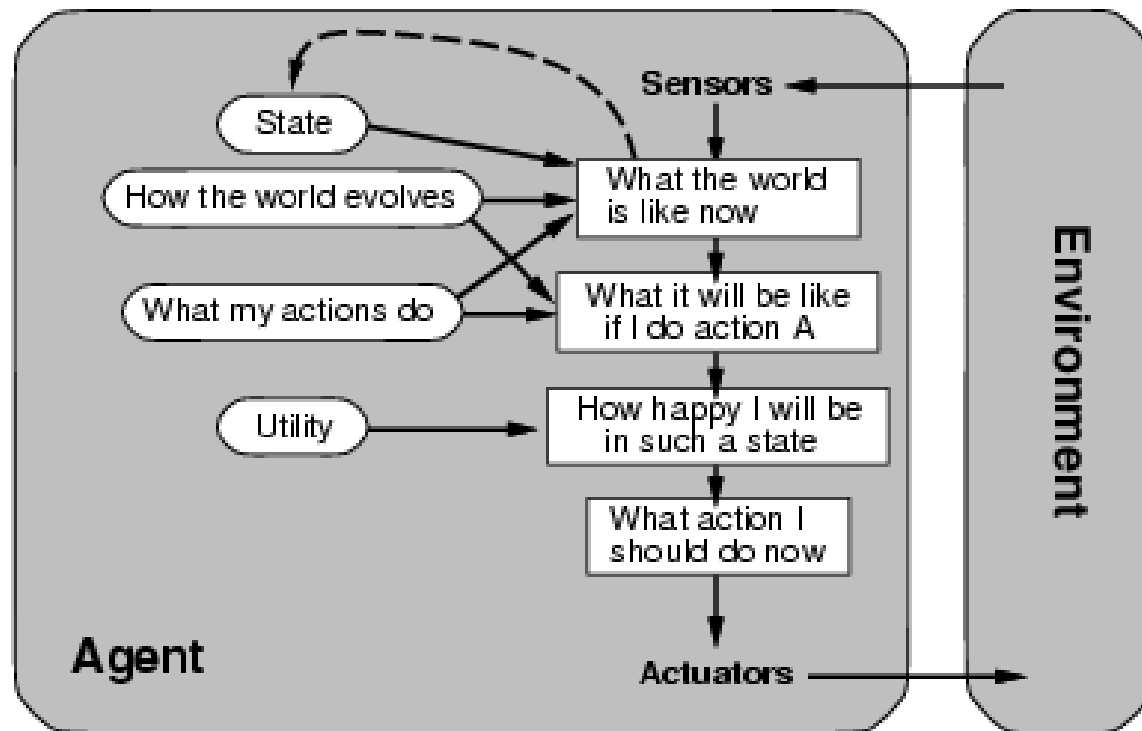 Sensors
State
What the world
is like now
How the world evolves
What it will be like
if I do action A
What my actions do
How happy I will be
in such a state
Utility
What action I
should do now
Agent
Actuators
Environment